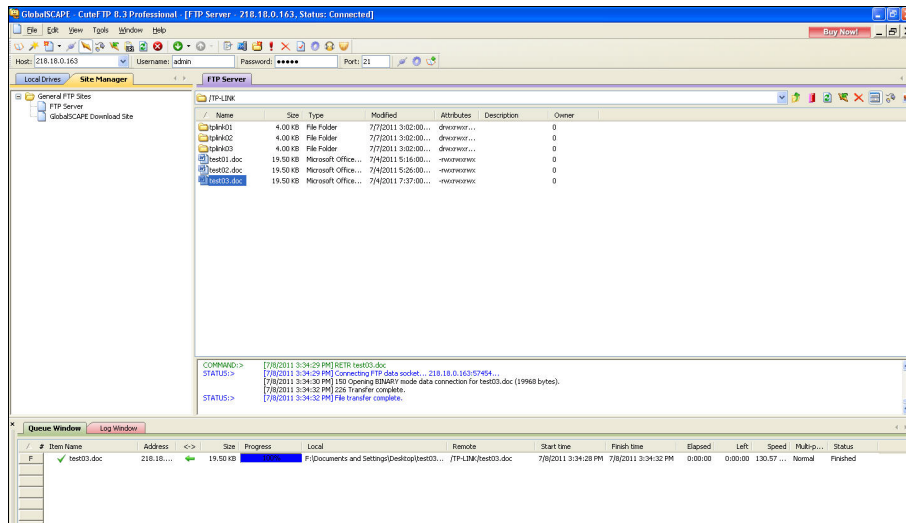 GlobalSCAPE - CuteFTP 8.3 Professional - [FTP Server - 218.18.0.163, Status: Connected]
File Edit View Tools Window Help
Buy Now!
Host: 218.18.0.163 Username: admin Password: ●●●●● Port: 21
Local Drives Site Manager FTP Server
General FTP Sites
FTP Server
GlobalSCAPE Download Site
/TP-LINK
/ Name Size Type Modified Attributes Description Owner
tplink01 4.00 KB File Folder 7/7/2011 3:02:00... drwxrwxr... 0
tplink02 4.00 KB File Folder 7/7/2011 3:02:00... drwxrwxr... 0
tplink03 4.00 KB File Folder 7/7/2011 3:02:00... drwxrwxr... 0
test01.doc 19.50 KB Microsoft Office... 7/4/2011 5:16:00... -rwxrwxrwx 0
test02.doc 19.50 KB Microsoft Office... 7/4/2011 5:26:00... -rwxrwxrwx 0
test03.doc 19.50 KB Microsoft Office... 7/4/2011 7:37:00... -rwxrwxrwx 0
COMMAND:> [7/8/2011 3:34:29 PM] RETR test03.doc
STATUS:> [7/8/2011 3:34:29 PM] Connecting FTP data socket... 218.18.0.163:57454...
[7/8/2011 3:34:30 PM] 150 Opening BINARY mode data connection for test03.doc (19968 bytes).
[7/8/2011 3:34:32 PM] 226 Transfer complete.
STATUS:> [7/8/2011 3:34:32 PM] File transfer complete.
Queue Window Log Window
/ # Item Name Address <-> Size Progress Local Remote Start time Finish time Elapsed Left Speed Multi-p... Status
F test03.doc 218.18.... 19.50 KB 100% F:\Documents and Settings\Desktop\test03... /TP-LINK/test03.doc 7/8/2011 3:34:28 PM 7/8/2011 3:34:32 PM 0:00:00 0:00:00 130.57 ... Normal Finished